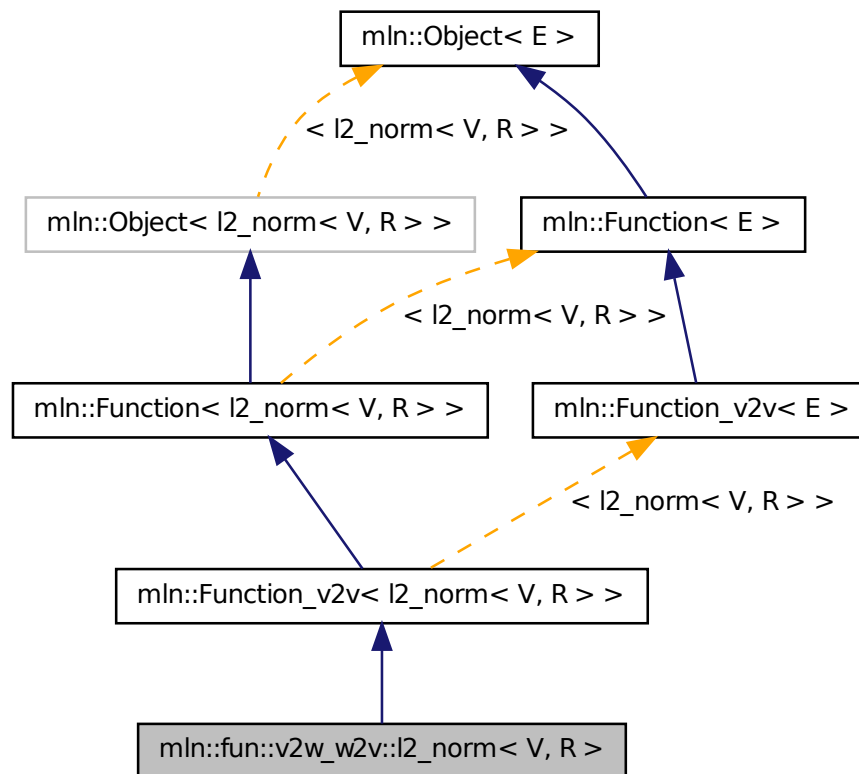 mln::Object< E >
< l2_norm< V, R > >
mln::Object< l2_norm< V, R > >
mln::Function< E >
< l2_norm< V, R > >
mln::Function< l2_norm< V, R > >
mln::Function_v2v< E >
< l2_norm< V, R > >
mln::Function_v2v< l2_norm< V, R > >
mln::fun::v2w_w2v::l2_norm< V, R >